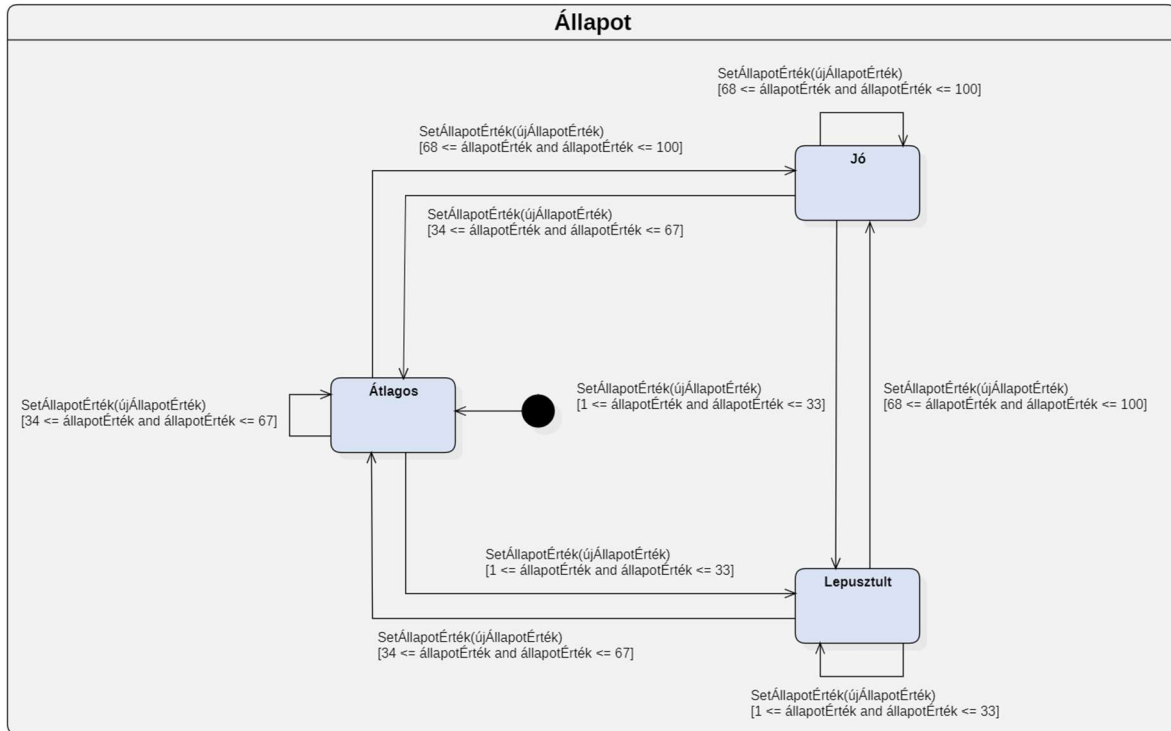 Állapot
SetÁllapotÉrték(újÁllapotÉrték)
[68 <= állapotÉrték and állapotÉrték <= 100]
Jó
SetÁllapotÉrték(újÁllapotÉrték)
[68 <= állapotÉrték and állapotÉrték <= 100]
SetÁllapotÉrték(újÁllapotÉrték)
[34 <= állapotÉrték and állapotÉrték <= 67]
Átlagos
SetÁllapotÉrték(újÁllapotÉrték)
[34 <= állapotÉrték and állapotÉrték <= 67]
SetÁllapotÉrték(újÁllapotÉrték)
[1 <= állapotÉrték and állapotÉrték <= 33]
SetÁllapotÉrték(újÁllapotÉrték)
[68 <= állapotÉrték and állapotÉrték <= 100]
SetÁllapotÉrték(újÁllapotÉrték)
[1 <= állapotÉrték and állapotÉrték <= 33]
Lepusztult
SetÁllapotÉrték(újÁllapotÉrték)
[34 <= állapotÉrték and állapotÉrték <= 67]
SetÁllapotÉrték(újÁllapotÉrték)
[1 <= állapotÉrték and állapotÉrték <= 33]